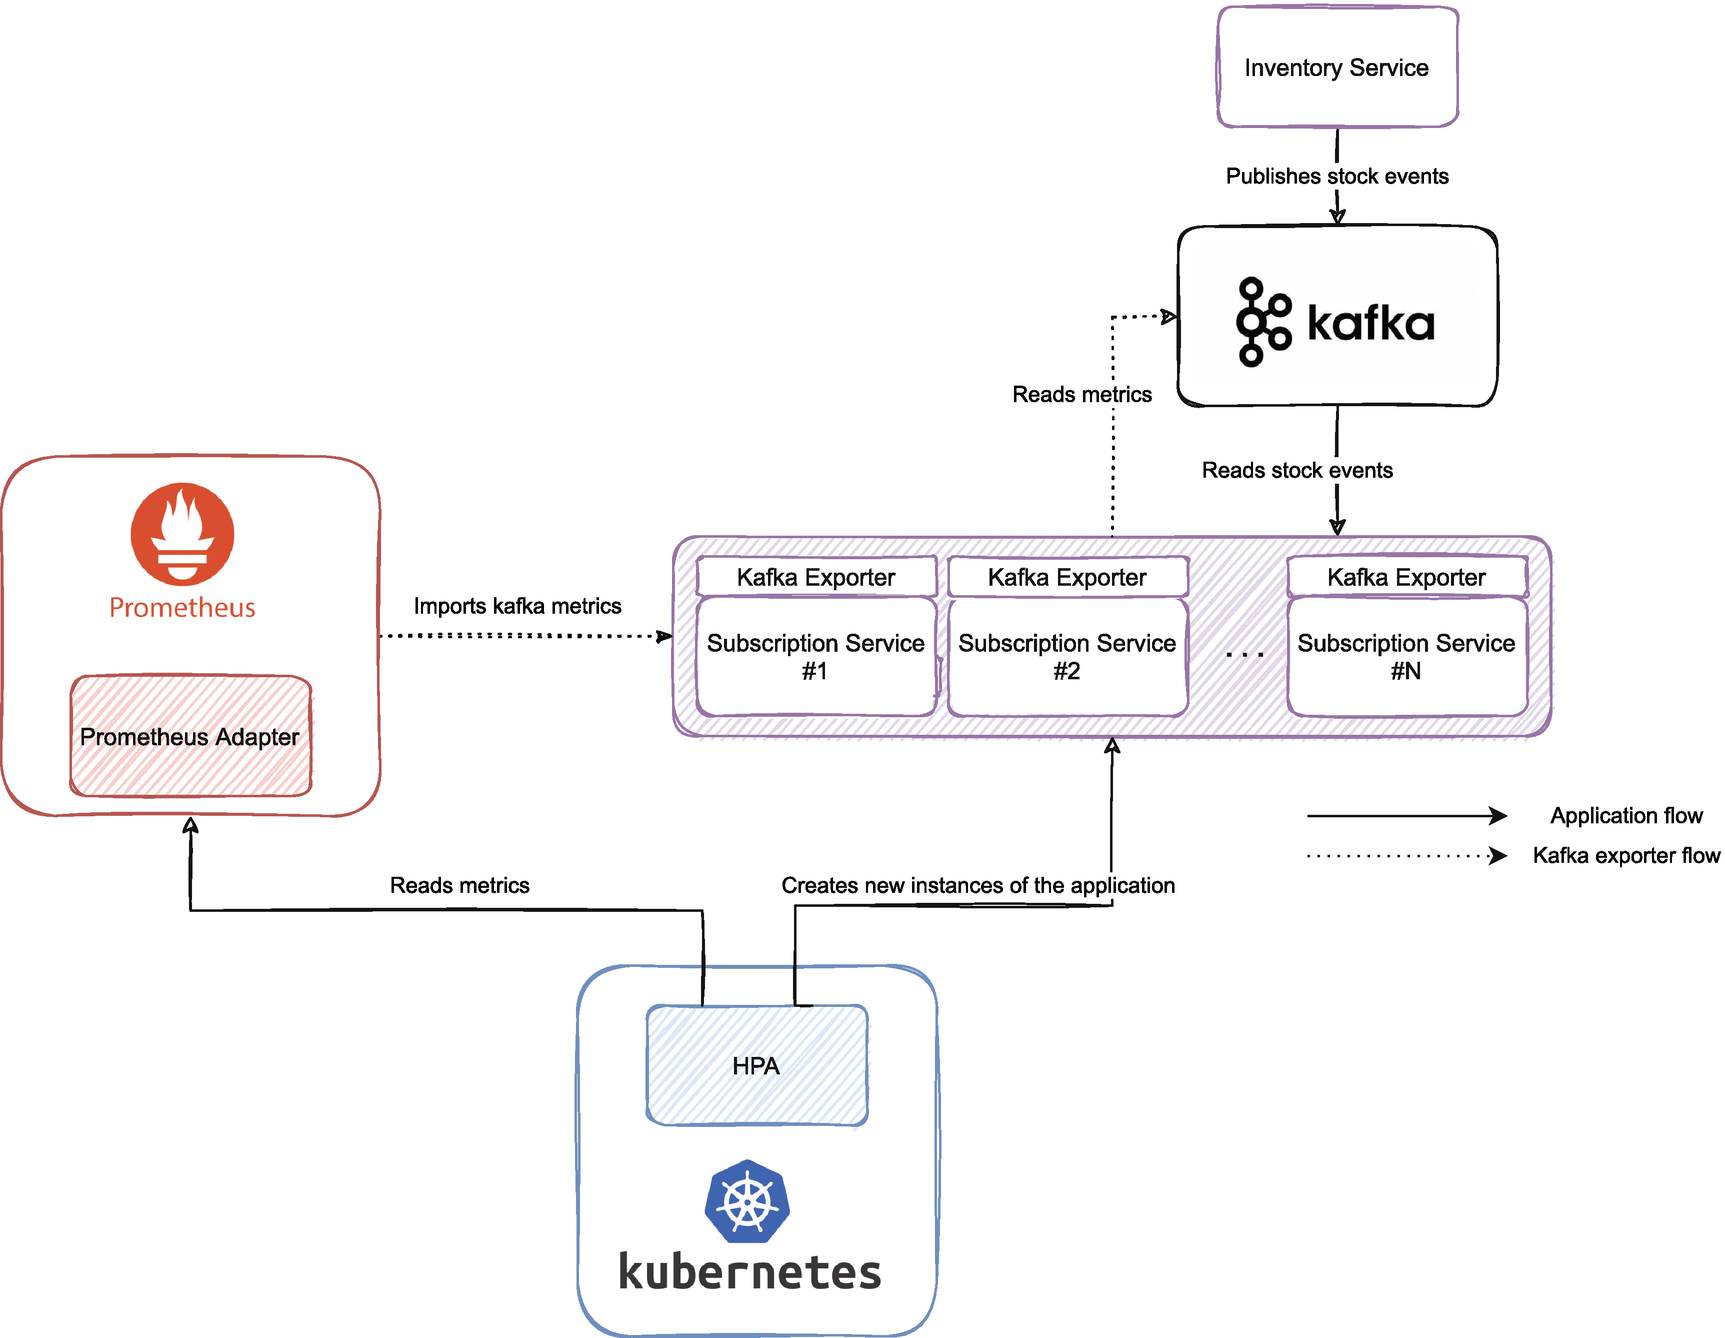 Inventory Service
Publishes stock events
kafka
Reads metrics
Reads stock events
Prometheus
Imports kafka metrics
Prometheus Adapter
Kafka Exporter
Subscription Service
#1
Kafka Exporter
Subscription Service
#2
...
Kafka Exporter
Subscription Service
#N
Application flow
Kafka exporter flow
Reads metrics
Creates new instances of the application
HPA
kubernetes